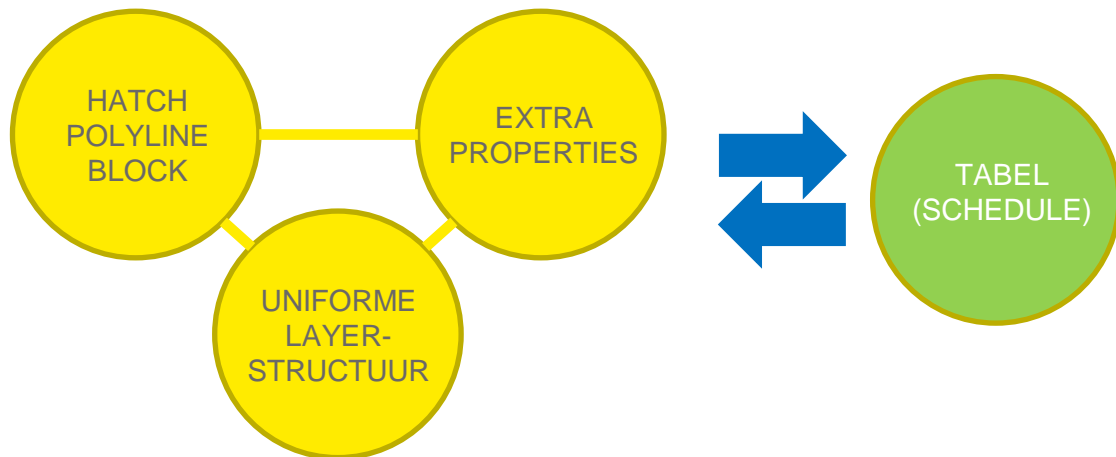 HATCH
POLYLINE
BLOCK
EXTRA
PROPERTIES
UNIFORME
LAYER-
STRUCTUUR
TABEL
(SCHEDULE)